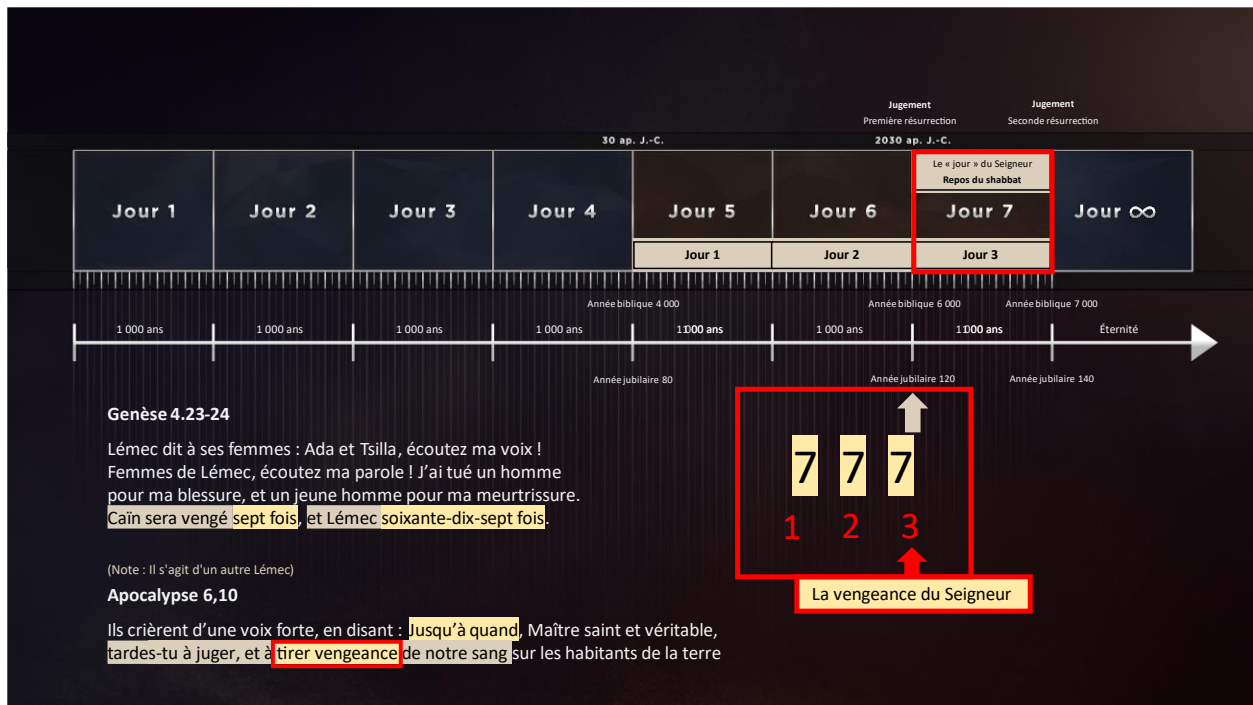 Jugement
Première résurrection
Jugement
Seconde résurrection
30 ap. J.-C.
2030 ap. J.-C.
Jour 1
Jour 2
Jour 3
Jour 4
Jour 5
Jour 6
Le « jour » du Seigneur
Repos du shabbat
Jour 7
Jour ∞
Jour 1
Jour 2
Jour 3
Année biblique 4 000
Année biblique 6 000
Année biblique 7 000
1 000 ans
1 000 ans
1 000 ans
1 000 ans
1 000 ans
1 000 ans
1 000 ans
Éternité
Année jubilaire 80
Année jubilaire 120
Année jubilaire 140
Genèse 4.23-24
Lémec dit à ses femmes : Ada et Tsilla, écoutez ma voix !
Femmes de Lémec, écoutez ma parole ! J’ai tué un homme
pour ma blessure, et un jeune homme pour ma meurtrissure.
Caïn sera vengé sept fois, et Lémec soixante-dix-sept fois.
(Note : Il s'agit d'un autre Lémec)
Apocalypse 6,10
Ils crièrent d’une voix forte, en disant : Jusqu’à quand, Maître saint et véritable,
tardes-tu à juger, et à tirer vengeance de notre sang sur les habitants de la terre
7 7 7
1 2 3
La vengeance du Seigneur